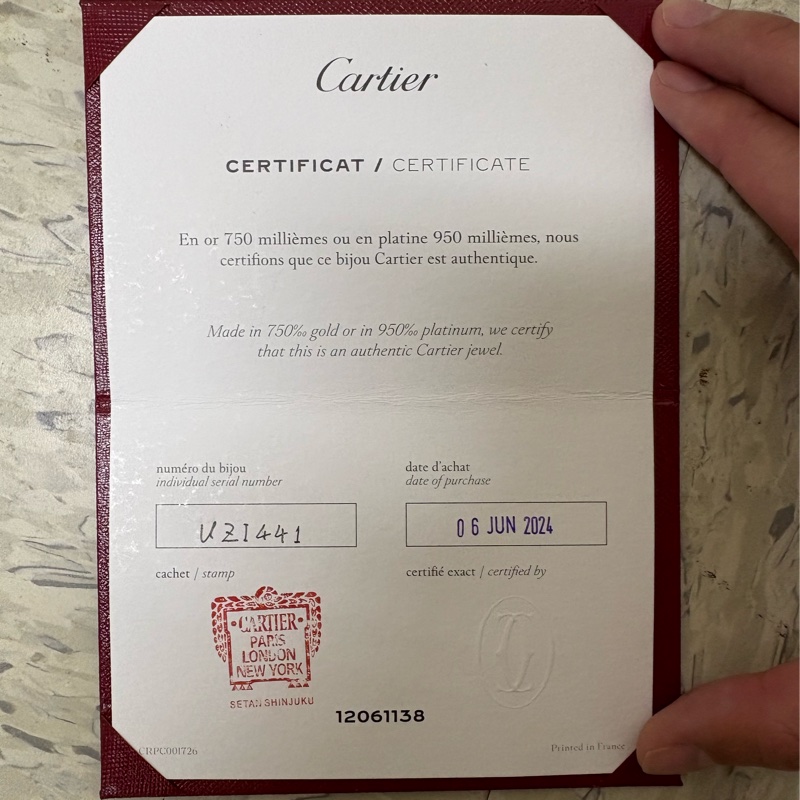 Cartier
CERTIFICAT / CERTIFICATE
En or 750 millièmes ou en platine 950 millièmes, nous
certifions que ce bijou Cartier est authentique.
Made in 750‰ gold or in 950‰ platinum, we certify
that this is an authentic Cartier jewel.
numéro du bijou
individual serial number
date d'achat
date of purchase
UZI441
06 JUN 2024
cachet / stamp
certifié exact / certified by
·CARTIER·
PARIS
LONDON
NEW YORK
SETAN SHINJUKU
12061138
CRPC001726
Printed in France